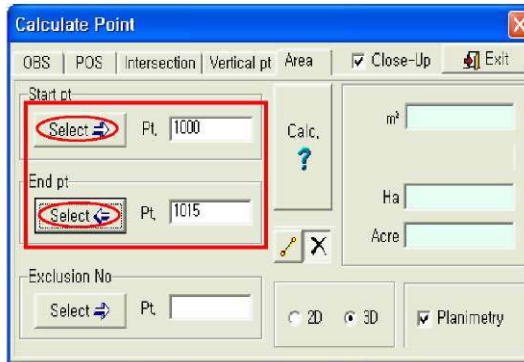 Calculate Point
OBS POS Intersection Vertical pt Area Close-Up Exit
Start pt
Select Pt. 1000
End pt
Select Pt. 1015
Exclusion No
Select Pt.
Calc.
?
m²
Ha
Acre
2D 3D Planimetry